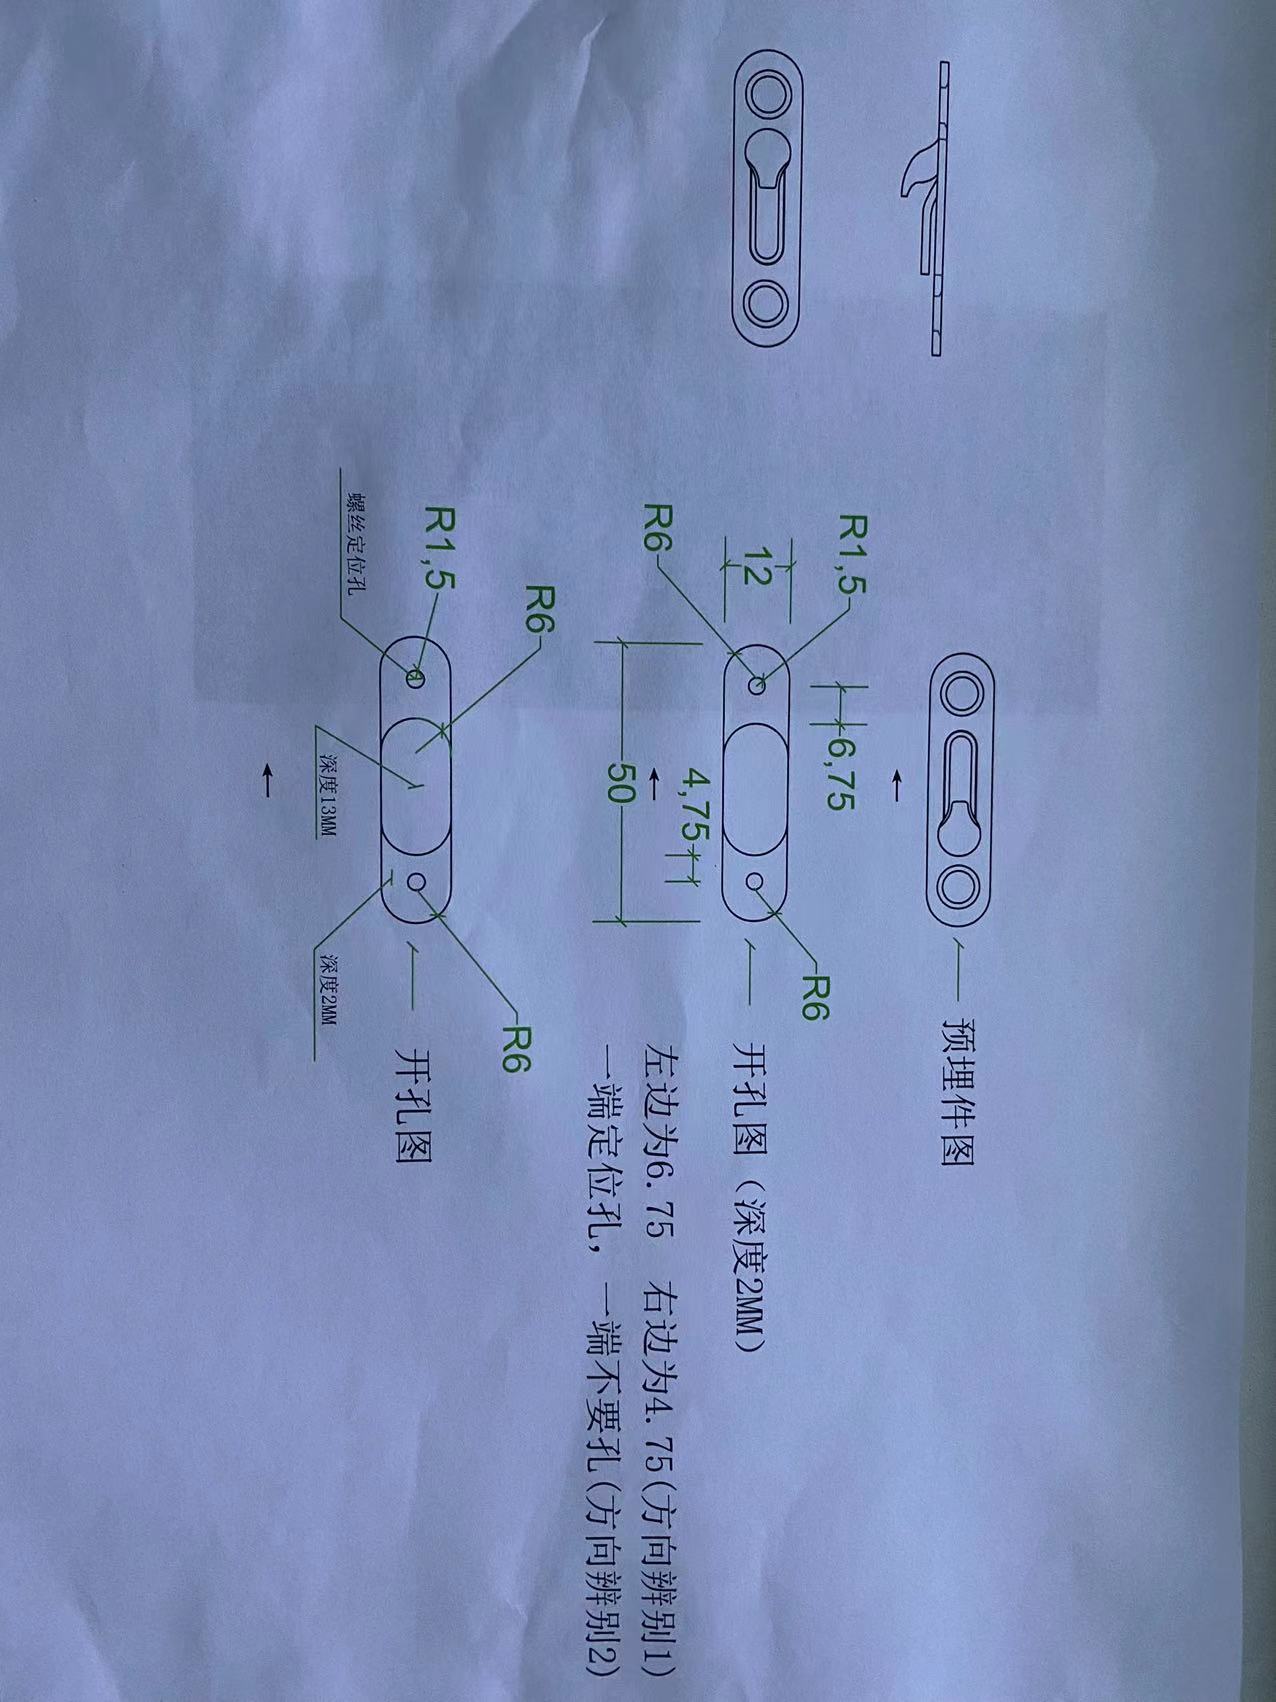 预埋件图
R1,5
6,75
R6
12
开孔图（深度2MM）
4,75
R6
左边为6.75 右边为4.75(方向辨别1)
50
一端定位孔，一端不要孔(方向辨别2)
R6
R6
R1,5
开孔图
螺丝定位孔
深度13MM
深度2MM